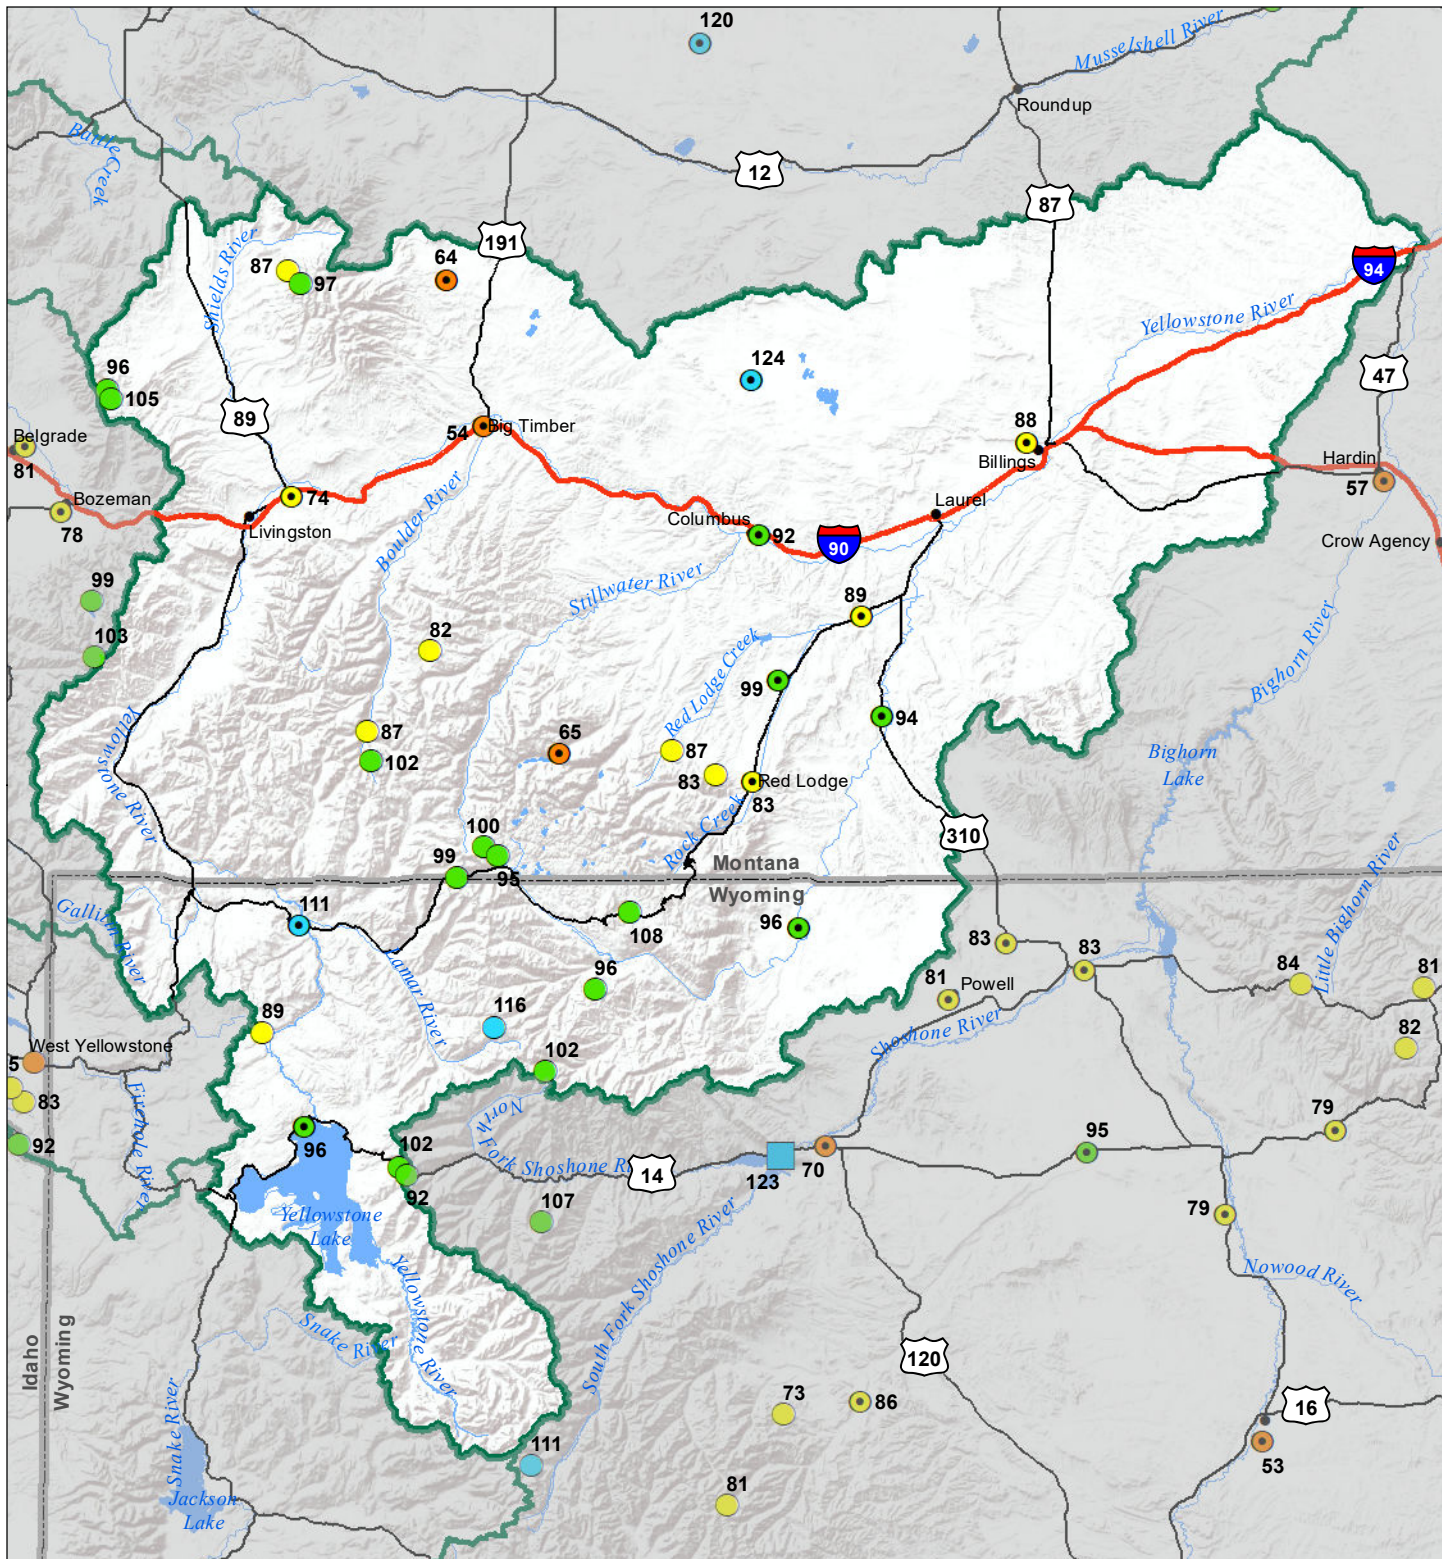 120
Musselshell River
Roundup
Battle Creek
12
87
191
Shields River
87
97
64
94
Yellowstone River
96
105
124
47
89
54
Big Timber
88
Billings
Belgrade
81
Hardin
57
Bozeman
78
74
Livingston
Laurel
Columbus
92
90
Crow Agency
Boulder River
Stillwater River
99
89
103
82
Red Lodge Creek
99
Bighorn River
94
Yellowstone River
87
102
65
87
83
Red Lodge
83
Bighorn
Lake
100
99
95
Rock Creek
310
Montana
Wyoming
Little Bighorn River
Gallatin River
111
108
96
83
83
84
81
96
81
Powell
Lamar River
116
Shoshone River
89
82
West Yellowstone
5
83
92
102
Firehole River
North Fork Shoshone R
79
96
102
92
14
123
70
95
107
79
Yellowstone
Lake
South Fork Shoshone River
Yellowstone River
Nowood River
Snake River
Idaho
Wyoming
120
73
86
16
Snake River
111
53
81
Jackson
Lake